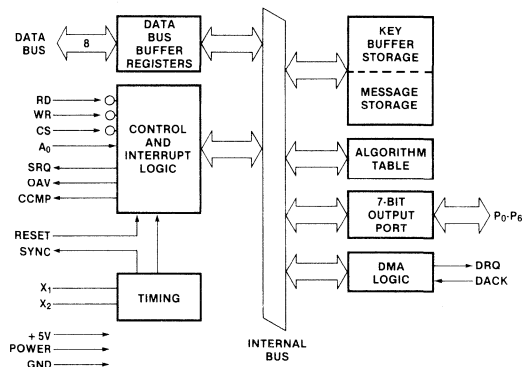 DATA
BUS
8
DATA
BUS
BUFFER
REGISTERS
KEY
BUFFER
STORAGE
MESSAGE
STORAGE
RD
WR
CS
A0
SRQ
OAV
CCMP
CONTROL
AND
INTERRUPT
LOGIC
ALGORITHM
TABLE
7-BIT
OUTPUT
PORT
P0-P6
RESET
SYNC
DMA
LOGIC
DRQ
DACK
X1
X2
TIMING
+ 5V
POWER
GND
INTERNAL
BUS